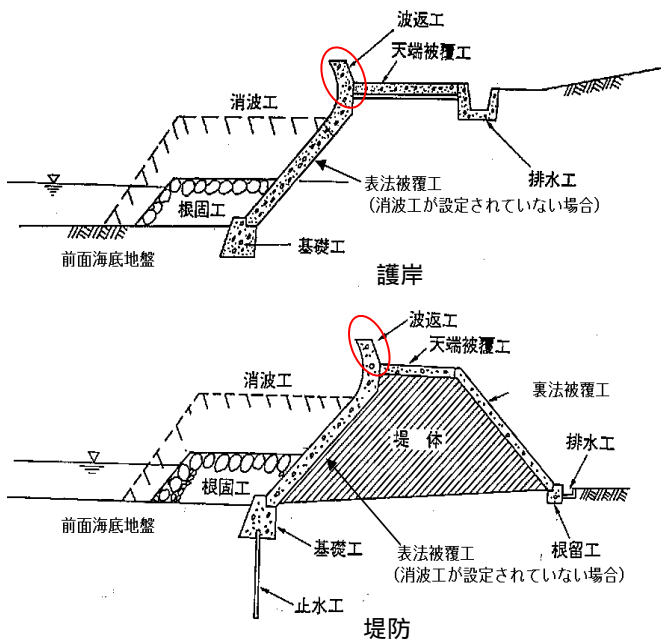 波返工
天端被覆工
消波工
排水工
表法被覆工
(消波工が設定されていない場合)
根固工
基礎工
前面海底地盤
護岸
波返工
天端被覆工
消波工
裏法被覆工
堤 体
排水工
根固工
前面海底地盤
基礎工
表法被覆工
(消波工が設定されていない場合)
根留工
止水工
堤防